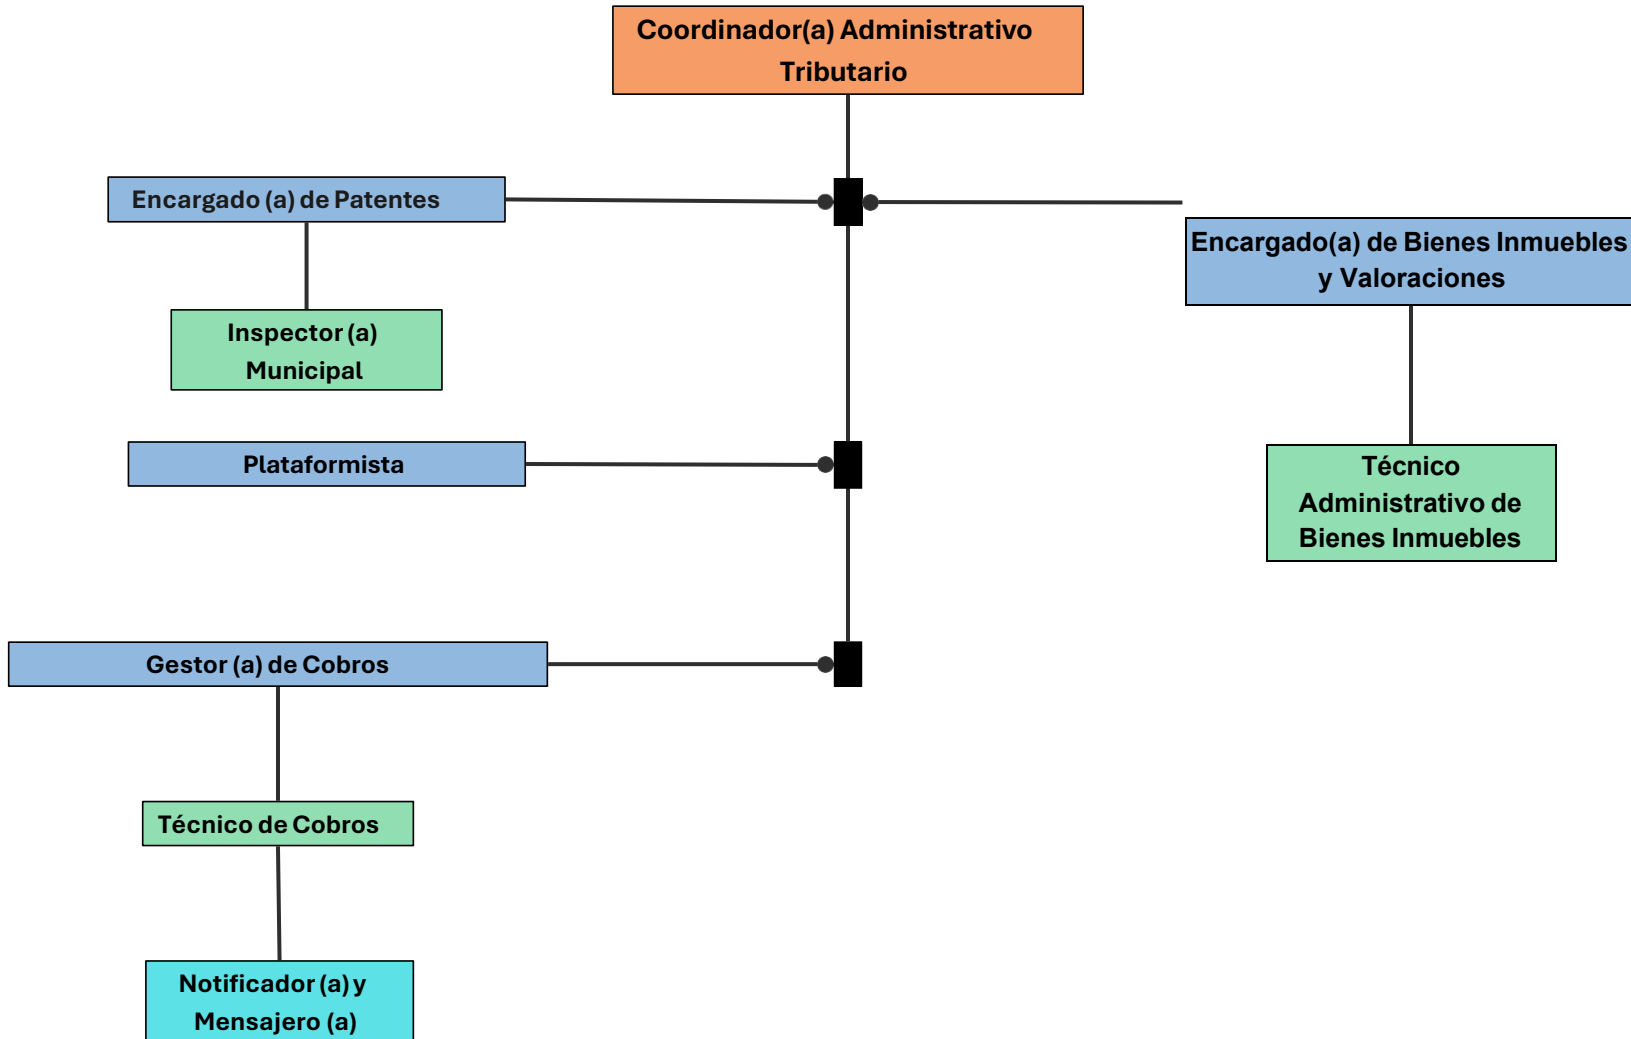 Coordinador(a) Administrativo
Tributario
Encargado (a) de Patentes
Encargado(a) de Bienes Inmuebles
y Valoraciones
Inspector (a)
Municipal
Plataformista
Técnico
Administrativo de
Bienes Inmuebles
Gestor (a) de Cobros
Técnico de Cobros
Notificador (a) y
Mensajero (a)